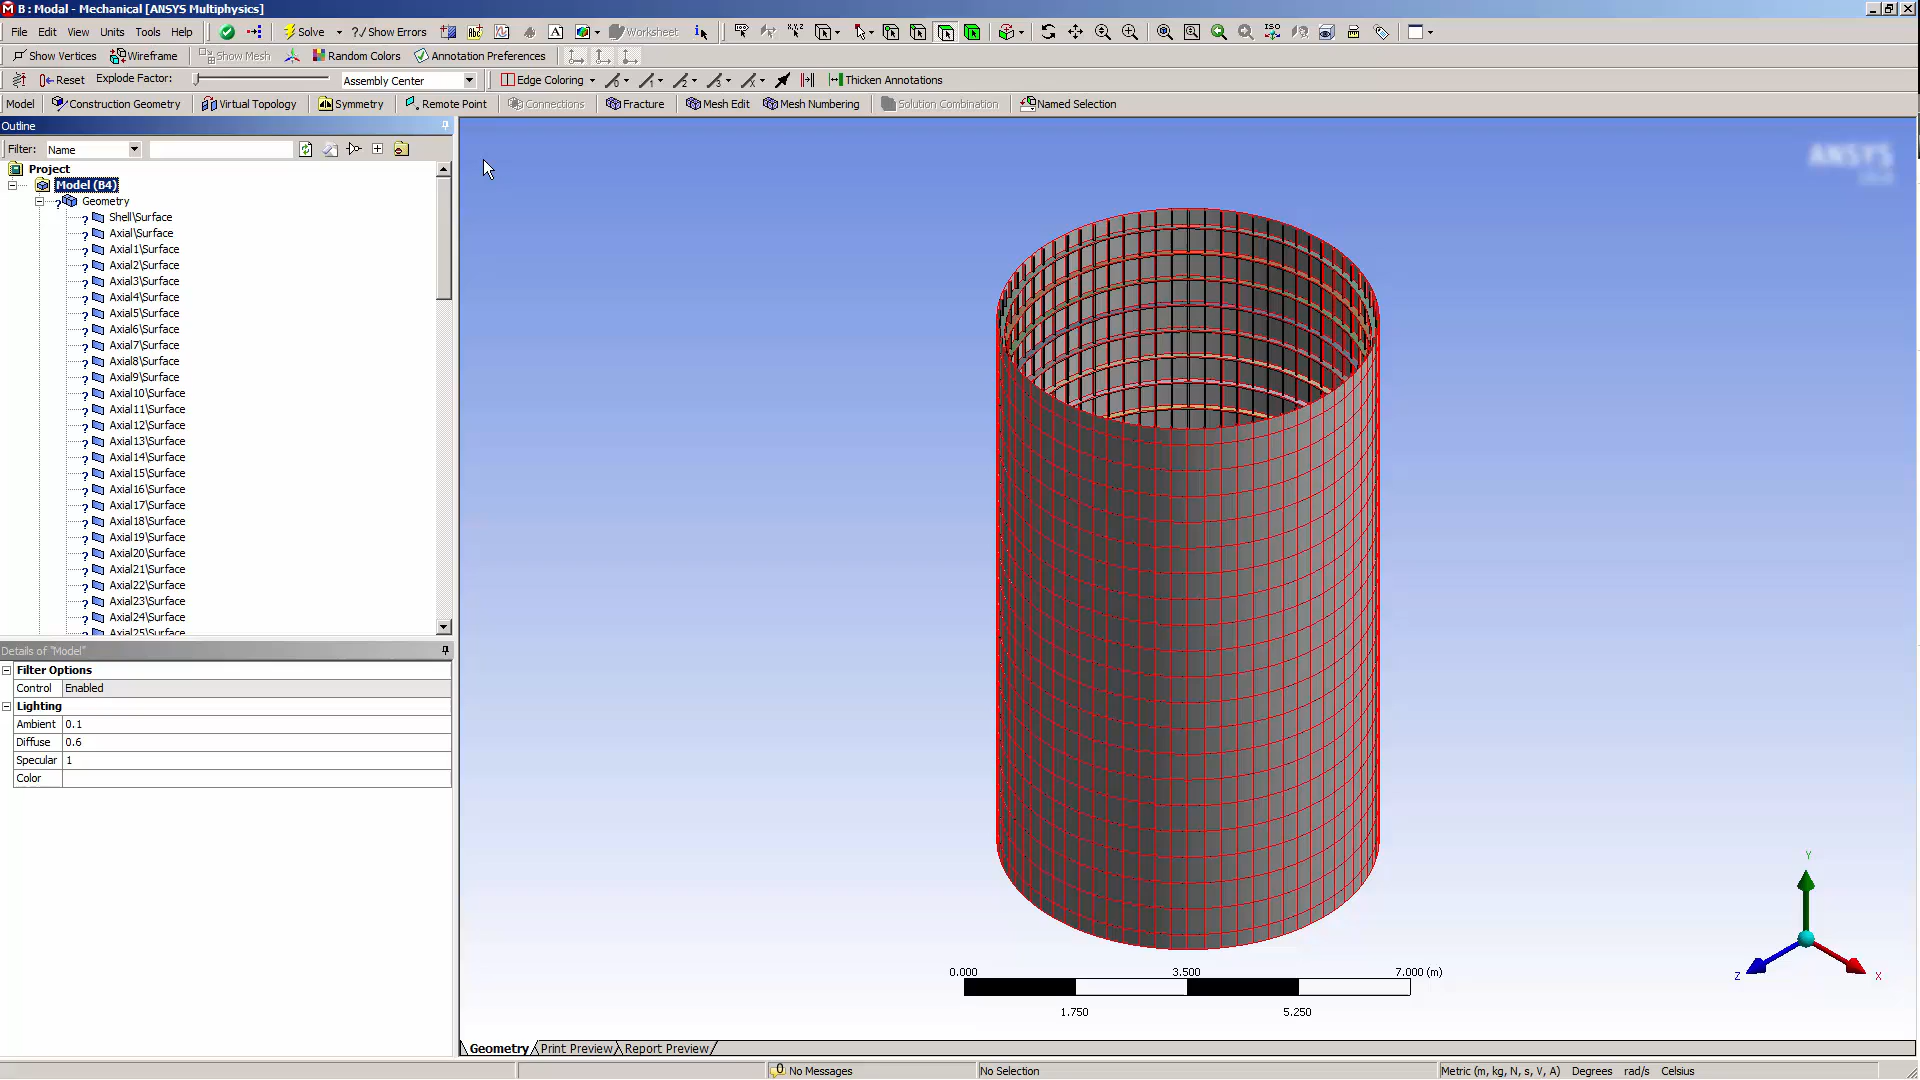 B : Modal - Mechanical [ANSYS Multiphysics]
File Edit View Units Tools Help Solve ?/Show Errors Worksheet
Show Vertices Wireframe Show Mesh Random Colors Annotation Preferences
Reset Explode Factor: Assembly Center Edge Coloring Thicken Annotations
Model Construction Geometry Virtual Topology Symmetry Remote Point Connections Fracture Mesh Edit Mesh Numbering Solution Combination Named Selection
Outline
Filter: Name
Project
Model (B4)
Geometry
Shell\Surface
Axial\Surface
Axial1\Surface
Axial2\Surface
Axial3\Surface
Axial4\Surface
Axial5\Surface
Axial6\Surface
Axial7\Surface
Axial8\Surface
Axial9\Surface
Axial10\Surface
Axial11\Surface
Axial12\Surface
Axial13\Surface
Axial14\Surface
Axial15\Surface
Axial16\Surface
Axial17\Surface
Axial18\Surface
Axial19\Surface
Axial20\Surface
Axial21\Surface
Axial22\Surface
Axial23\Surface
Axial24\Surface
Axial25\Surface
Details of "Model"
Filter Options
Control Enabled
Lighting
Ambient 0.1
Diffuse 0.6
Specular 1
Color
ANSYS
Y
Z
X
0.000 3.500 7.000 (m)
1.750 5.250
Geometry Print Preview Report Preview
0 No Messages No Selection Metric (m, kg, N, s, V, A) Degrees rad/s Celsius